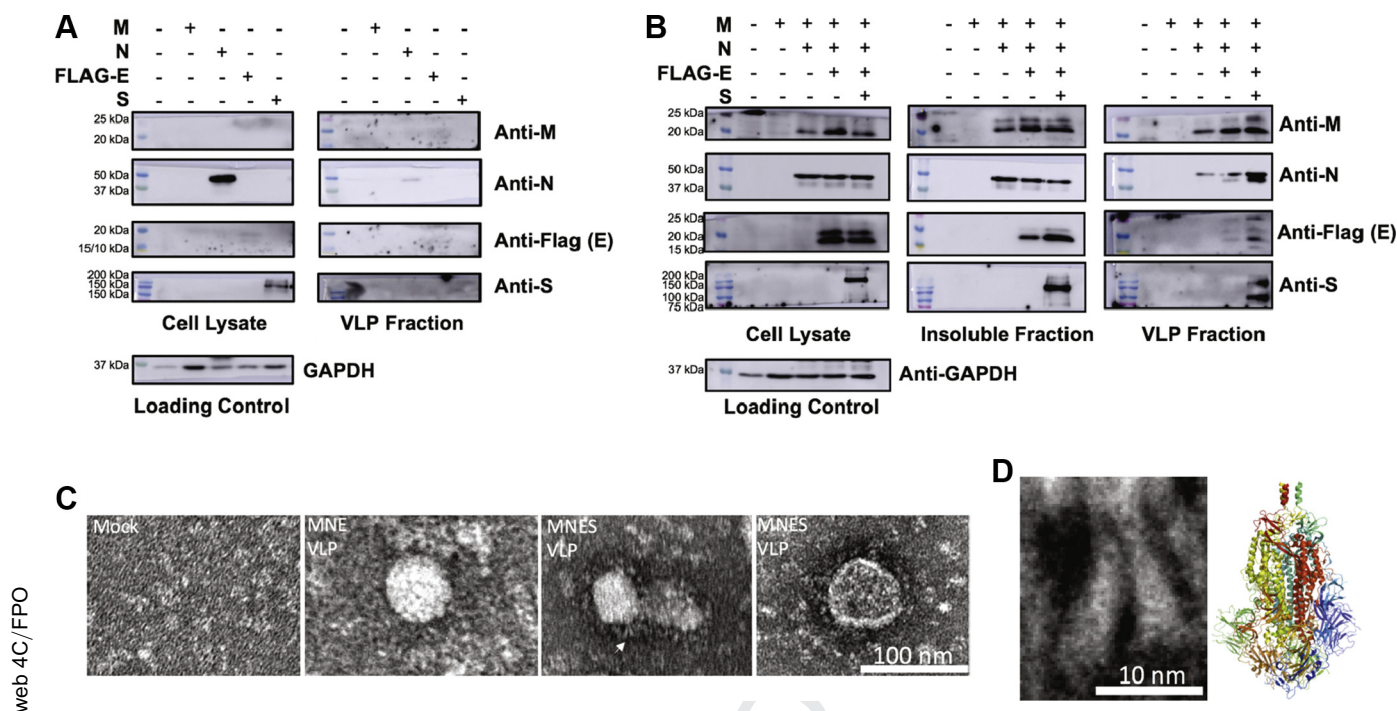 A
M - + - - - - + - - -
N - - + - - - - + - -
FLAG-E - - - + - - - - + -
S - - - - + - - - - +
25 kDa
20 kDa
Anti-M
50 kDa
37 kDa
Anti-N
20 kDa
15/10 kDa
Anti-Flag (E)
200 kDa
150 kDa
150 kDa
Anti-S
Cell Lysate VLP Fraction
37 kDa
GAPDH
Loading Control
B
M - + + + + - + + + + - + + + +
N - - + + + - - + + + - - + + +
FLAG-E - - - + + - - - + + - - - + +
S - - - - + - - - - + - - - - +
25 kDa
20 kDa
Anti-M
50 kDa
37 kDa
Anti-N
25 kDa
20 kDa
15 kDa
Anti-Flag (E)
200 kDa
150 kDa
100 kDa
75 kDa
Anti-S
Cell Lysate Insoluble Fraction VLP Fraction
37 kDa
Anti-GAPDH
Loading Control
C
Mock
MNE
VLP
MNES
VLP
MNES
VLP
100 nm
D
10 nm
web 4C/FPO